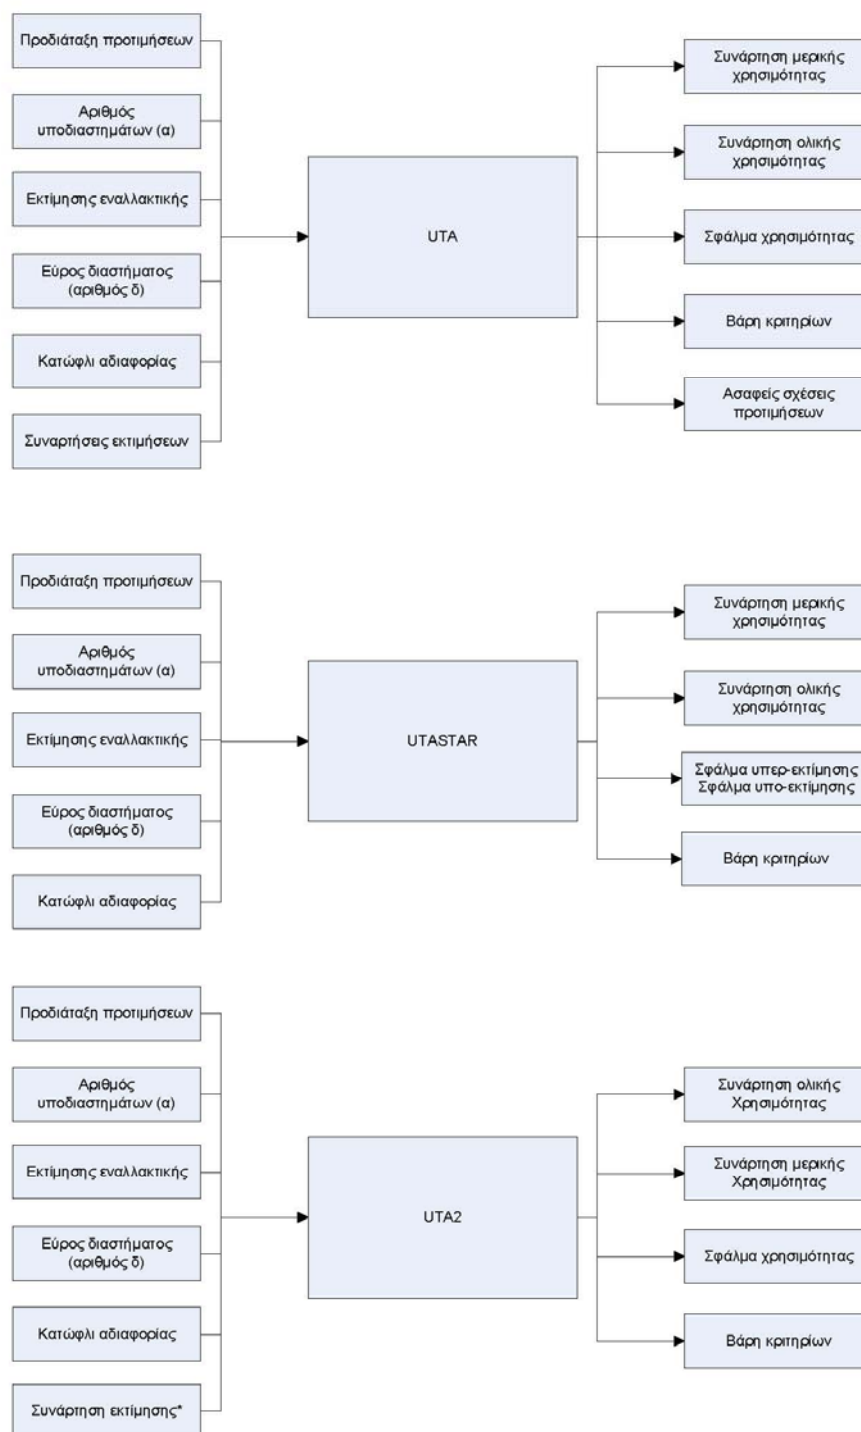 Προδιάταξη προτιμήσεων
Αριθμός
υποδιαστημάτων (α)
Εκτίμησης εναλλακτικής
Εύρος διαστήματος
(αριθμός δ)
Κατώφλι αδιαφορίας
Συναρτήσεις εκτιμήσεων
UTA
Συνάρτηση μερικής
χρησιμότητας
Συνάρτηση ολικής
χρησιμότητας
Σφάλμα χρησιμότητας
Βάρη κριτηρίων
Ασαφείς σχέσεις
προτιμήσεων
Προδιάταξη προτιμήσεων
Αριθμός
υποδιαστημάτων (α)
Εκτίμησης εναλλακτικής
Εύρος διαστήματος
(αριθμός δ)
Κατώφλι αδιαφορίας
UTASTAR
Συνάρτηση μερικής
χρησιμότητας
Συνάρτηση ολικής
χρησιμότητας
Σφάλμα υπερ-εκτίμησης
Σφάλμα υπο-εκτίμησης
Βάρη κριτηρίων
Προδιάταξη προτιμήσεων
Αριθμός
υποδιαστημάτων (α)
Εκτίμησης εναλλακτικής
Εύρος διαστήματος
(αριθμός δ)
Κατώφλι αδιαφορίας
Συνάρτηση εκτίμησης*
UTA2
Συνάρτηση ολικής
Χρησιμότητας
Συνάρτηση μερικής
Χρησιμότητας
Σφάλμα χρησιμότητας
Βάρη κριτηρίων